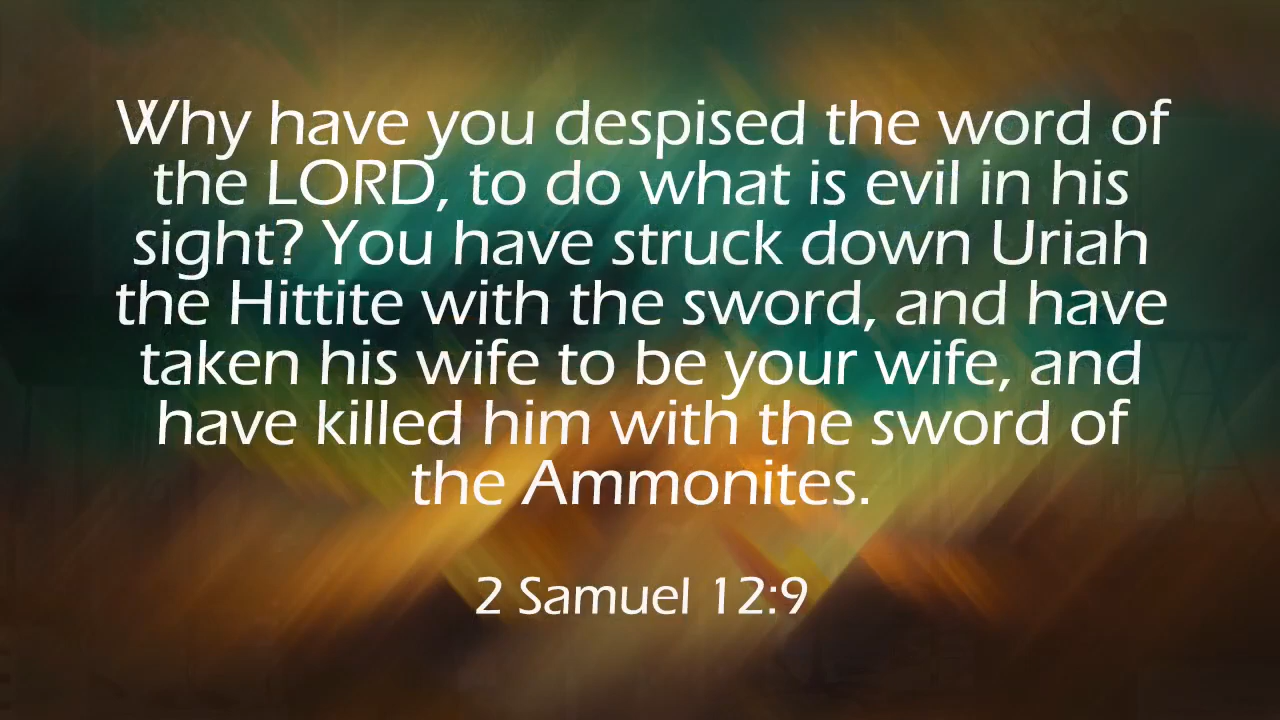 Why have you despised the word of
the LORD, to do what is evil in his
sight? You have struck down Uriah
the Hittite with the sword, and have
taken his wife to be your wife, and
have killed him with the sword of
the Ammonites.
2 Samuel 12:9